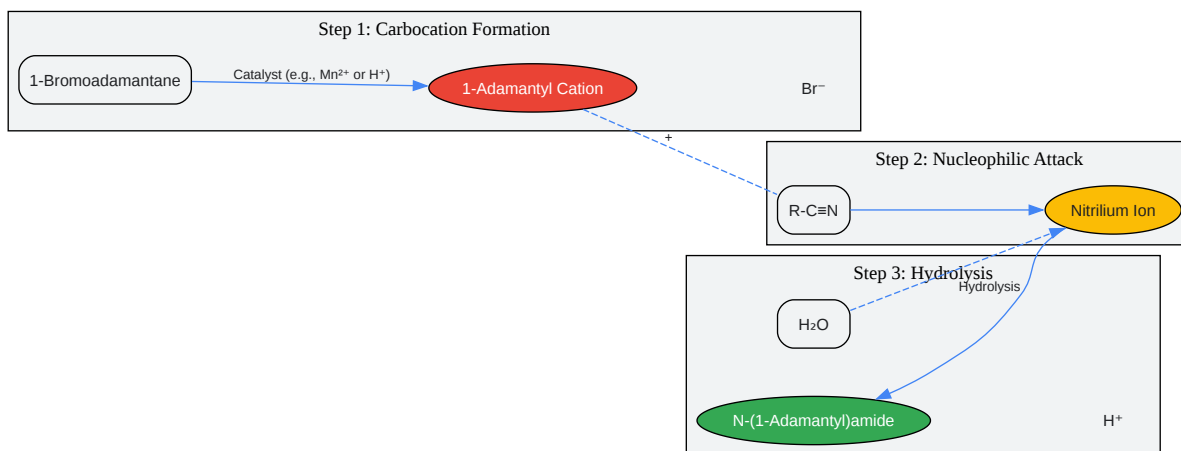 Step 1: Carbocation Formation
1-Bromoadamantane
Catalyst (e.g., Mn²⁺ or H⁺)
1-Adamantyl Cation
Br⁻
+
Step 2: Nucleophilic Attack
R-C≡N
Nitrilium Ion
Step 3: Hydrolysis
Hydrolysis
H₂O
N-(1-Adamantyl)amide
H⁺